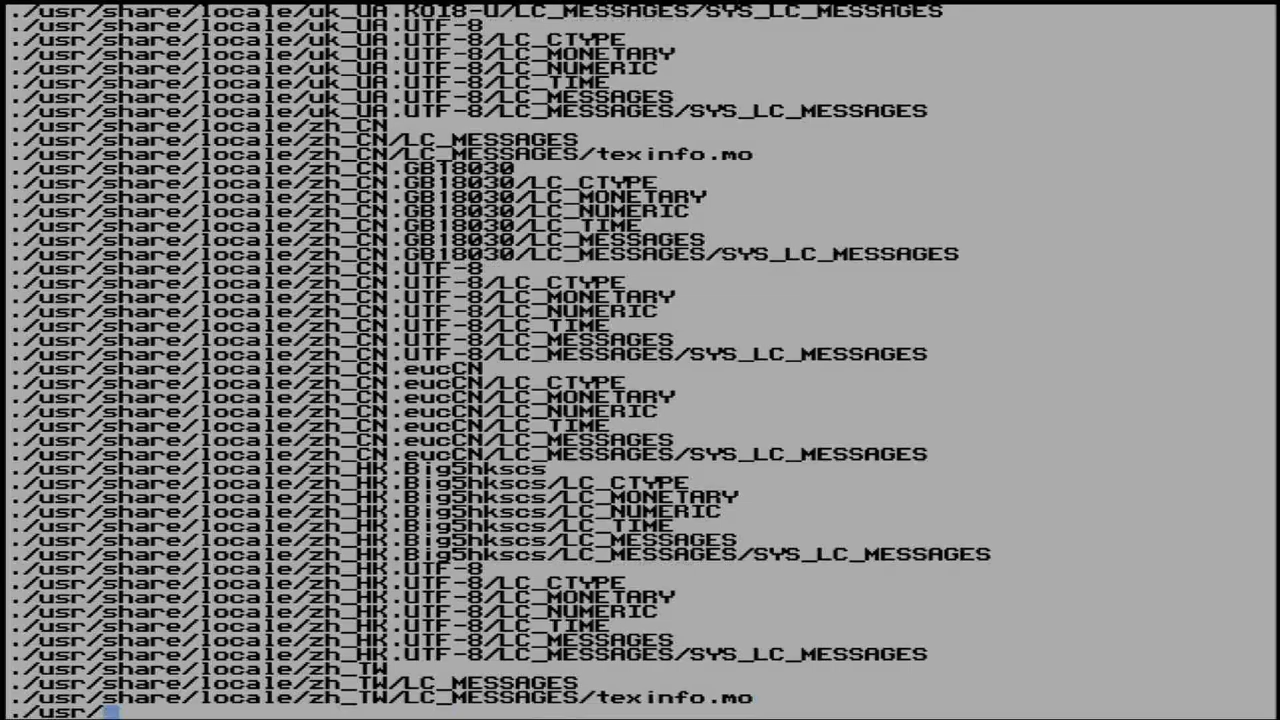 ./usr/share/locale/uk_UA.KOI8-U/LC_MESSAGES/SYS_LC_MESSAGES
./usr/share/locale/uk_UA.UTF-8
./usr/share/locale/uk_UA.UTF-8/LC_CTYPE
./usr/share/locale/uk_UA.UTF-8/LC_MONETARY
./usr/share/locale/uk_UA.UTF-8/LC_NUMERIC
./usr/share/locale/uk_UA.UTF-8/LC_TIME
./usr/share/locale/uk_UA.UTF-8/LC_MESSAGES
./usr/share/locale/uk_UA.UTF-8/LC_MESSAGES/SYS_LC_MESSAGES
./usr/share/locale/zh_CN
./usr/share/locale/zh_CN/LC_MESSAGES
./usr/share/locale/zh_CN/LC_MESSAGES/texinfo.mo
./usr/share/locale/zh_CN.GB18030
./usr/share/locale/zh_CN.GB18030/LC_CTYPE
./usr/share/locale/zh_CN.GB18030/LC_MONETARY
./usr/share/locale/zh_CN.GB18030/LC_NUMERIC
./usr/share/locale/zh_CN.GB18030/LC_TIME
./usr/share/locale/zh_CN.GB18030/LC_MESSAGES
./usr/share/locale/zh_CN.GB18030/LC_MESSAGES/SYS_LC_MESSAGES
./usr/share/locale/zh_CN.UTF-8
./usr/share/locale/zh_CN.UTF-8/LC_CTYPE
./usr/share/locale/zh_CN.UTF-8/LC_MONETARY
./usr/share/locale/zh_CN.UTF-8/LC_NUMERIC
./usr/share/locale/zh_CN.UTF-8/LC_TIME
./usr/share/locale/zh_CN.UTF-8/LC_MESSAGES
./usr/share/locale/zh_CN.UTF-8/LC_MESSAGES/SYS_LC_MESSAGES
./usr/share/locale/zh_CN.eucCN
./usr/share/locale/zh_CN.eucCN/LC_CTYPE
./usr/share/locale/zh_CN.eucCN/LC_MONETARY
./usr/share/locale/zh_CN.eucCN/LC_NUMERIC
./usr/share/locale/zh_CN.eucCN/LC_TIME
./usr/share/locale/zh_CN.eucCN/LC_MESSAGES
./usr/share/locale/zh_CN.eucCN/LC_MESSAGES/SYS_LC_MESSAGES
./usr/share/locale/zh_HK.Big5hkscs
./usr/share/locale/zh_HK.Big5hkscs/LC_CTYPE
./usr/share/locale/zh_HK.Big5hkscs/LC_MONETARY
./usr/share/locale/zh_HK.Big5hkscs/LC_NUMERIC
./usr/share/locale/zh_HK.Big5hkscs/LC_TIME
./usr/share/locale/zh_HK.Big5hkscs/LC_MESSAGES
./usr/share/locale/zh_HK.Big5hkscs/LC_MESSAGES/SYS_LC_MESSAGES
./usr/share/locale/zh_HK.UTF-8
./usr/share/locale/zh_HK.UTF-8/LC_CTYPE
./usr/share/locale/zh_HK.UTF-8/LC_MONETARY
./usr/share/locale/zh_HK.UTF-8/LC_NUMERIC
./usr/share/locale/zh_HK.UTF-8/LC_TIME
./usr/share/locale/zh_HK.UTF-8/LC_MESSAGES
./usr/share/locale/zh_HK.UTF-8/LC_MESSAGES/SYS_LC_MESSAGES
./usr/share/locale/zh_TW
./usr/share/locale/zh_TW/LC_MESSAGES
./usr/share/locale/zh_TW/LC_MESSAGES/texinfo.mo
./usr/